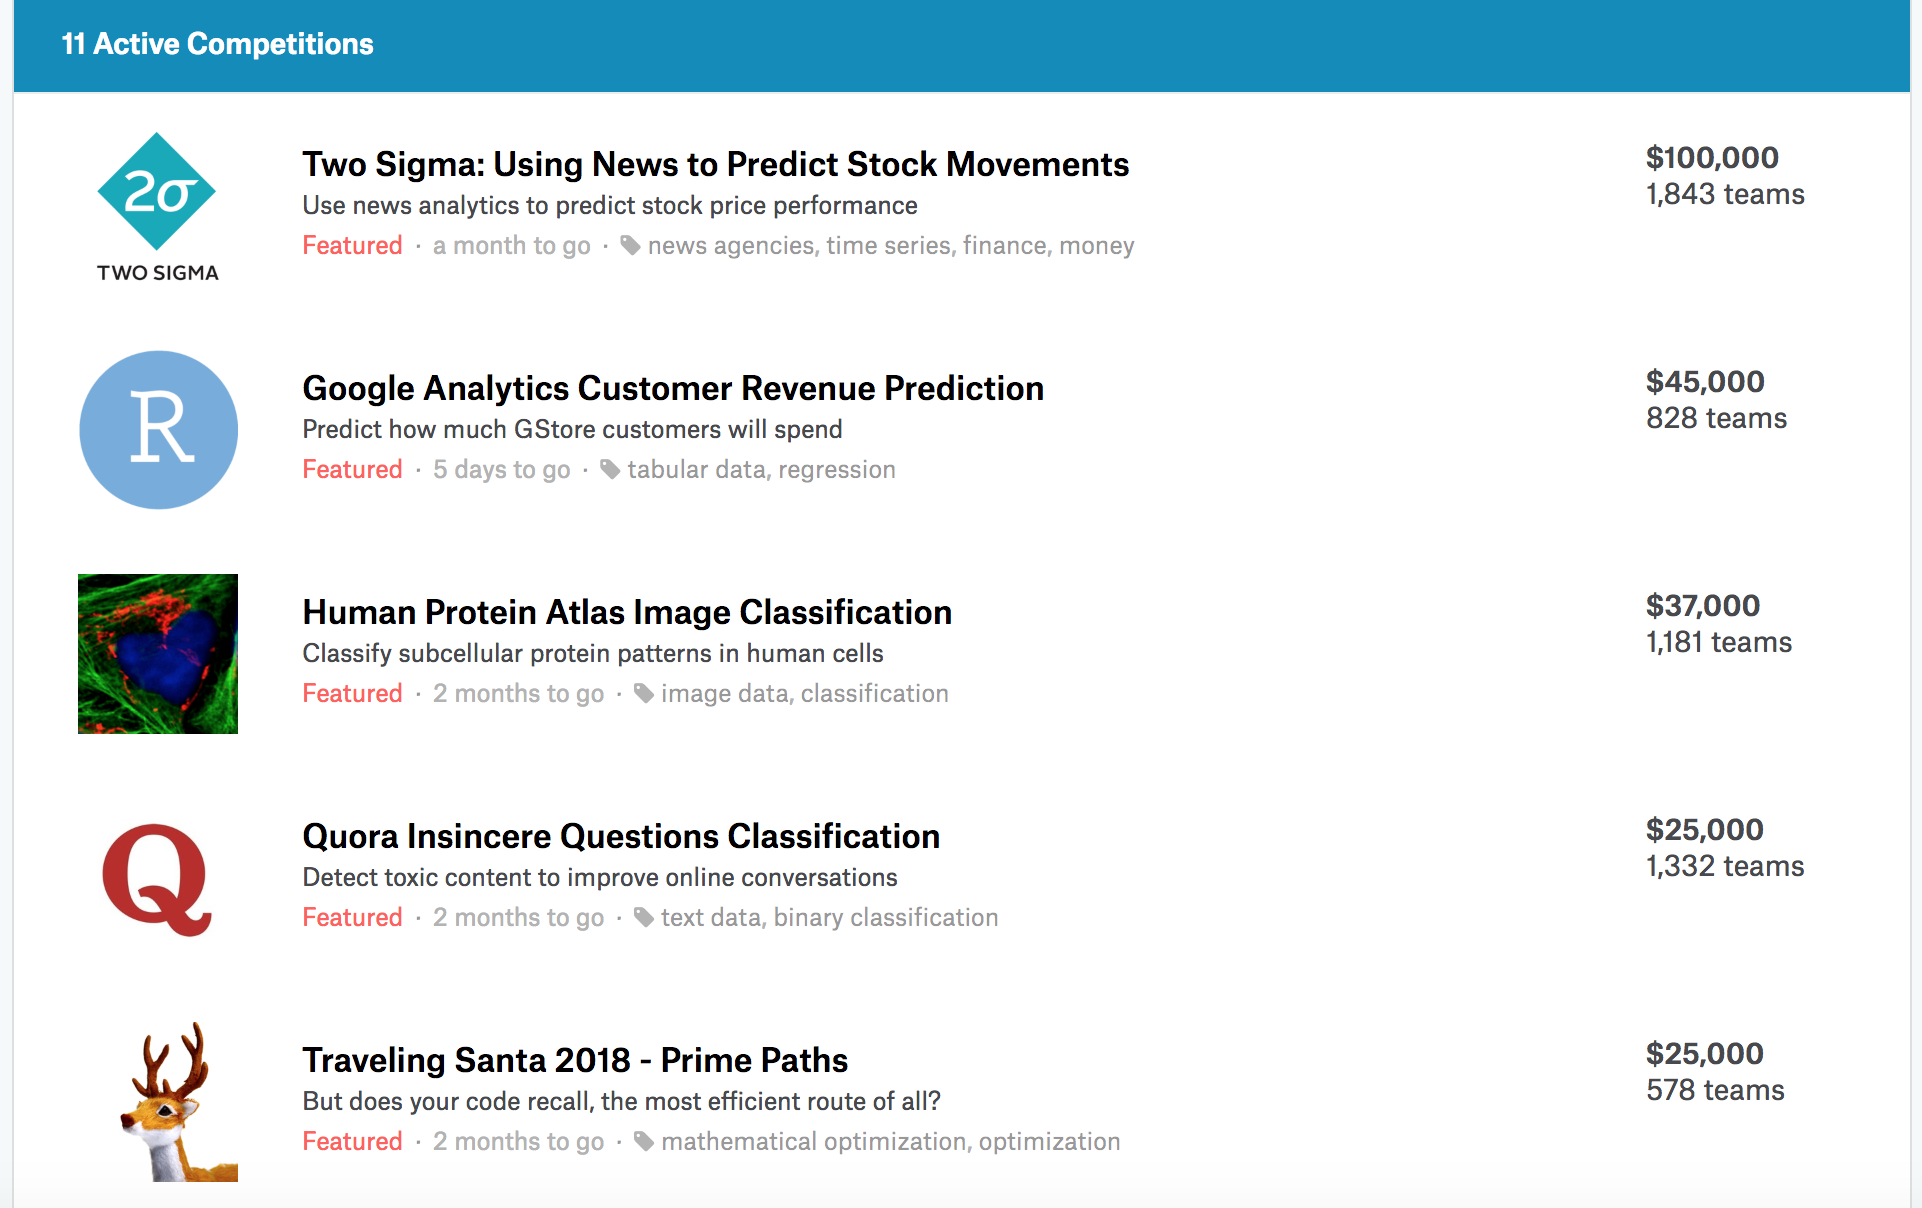 11 Active Competitions
2σ
TWO SIGMA
Two Sigma: Using News to Predict Stock Movements
Use news analytics to predict stock price performance
Featured · a month to go · news agencies, time series, finance, money
$100,000
1,843 teams
R
Google Analytics Customer Revenue Prediction
Predict how much GStore customers will spend
Featured · 5 days to go · tabular data, regression
$45,000
828 teams
Human Protein Atlas Image Classification
Classify subcellular protein patterns in human cells
Featured · 2 months to go · image data, classification
$37,000
1,181 teams
Q
Quora Insincere Questions Classification
Detect toxic content to improve online conversations
Featured · 2 months to go · text data, binary classification
$25,000
1,332 teams
Traveling Santa 2018 - Prime Paths
But does your code recall, the most efficient route of all?
Featured · 2 months to go · mathematical optimization, optimization
$25,000
578 teams